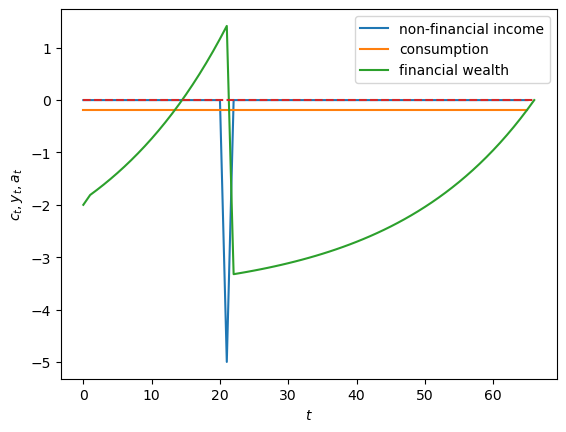 non-financial income
consumption
financial wealth
1
0
−1
−2
−3
−4
−5
c_t, y_t, a_t
0 10 20 30 40 50 60
t